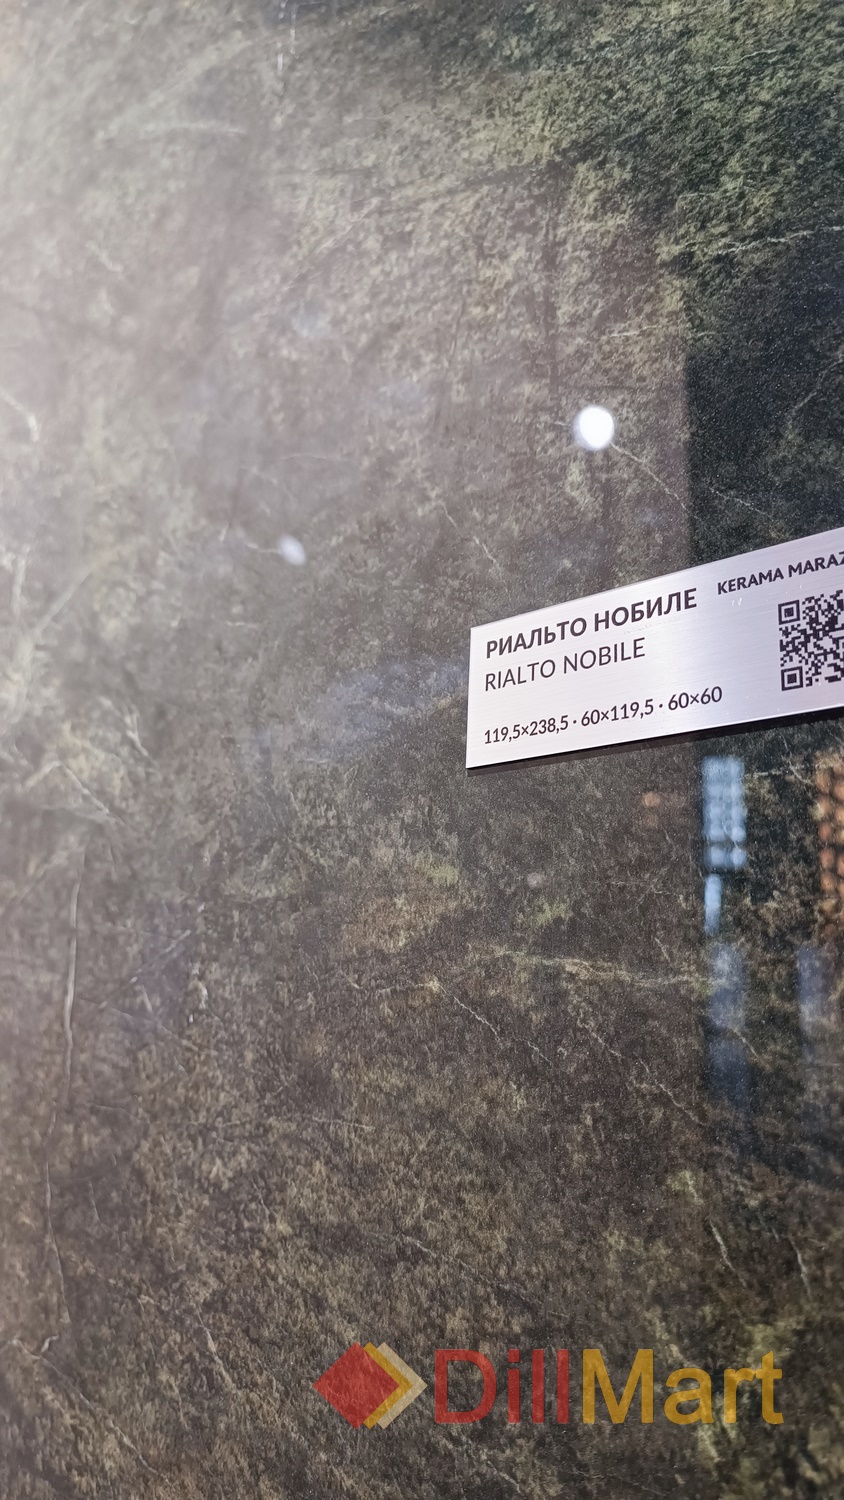 РИАЛЬТО НОБИЛЕ
RIALTO NOBILE
119,5×238,5 · 60×119,5 · 60×60
KERAMA MARAZ
DillMart